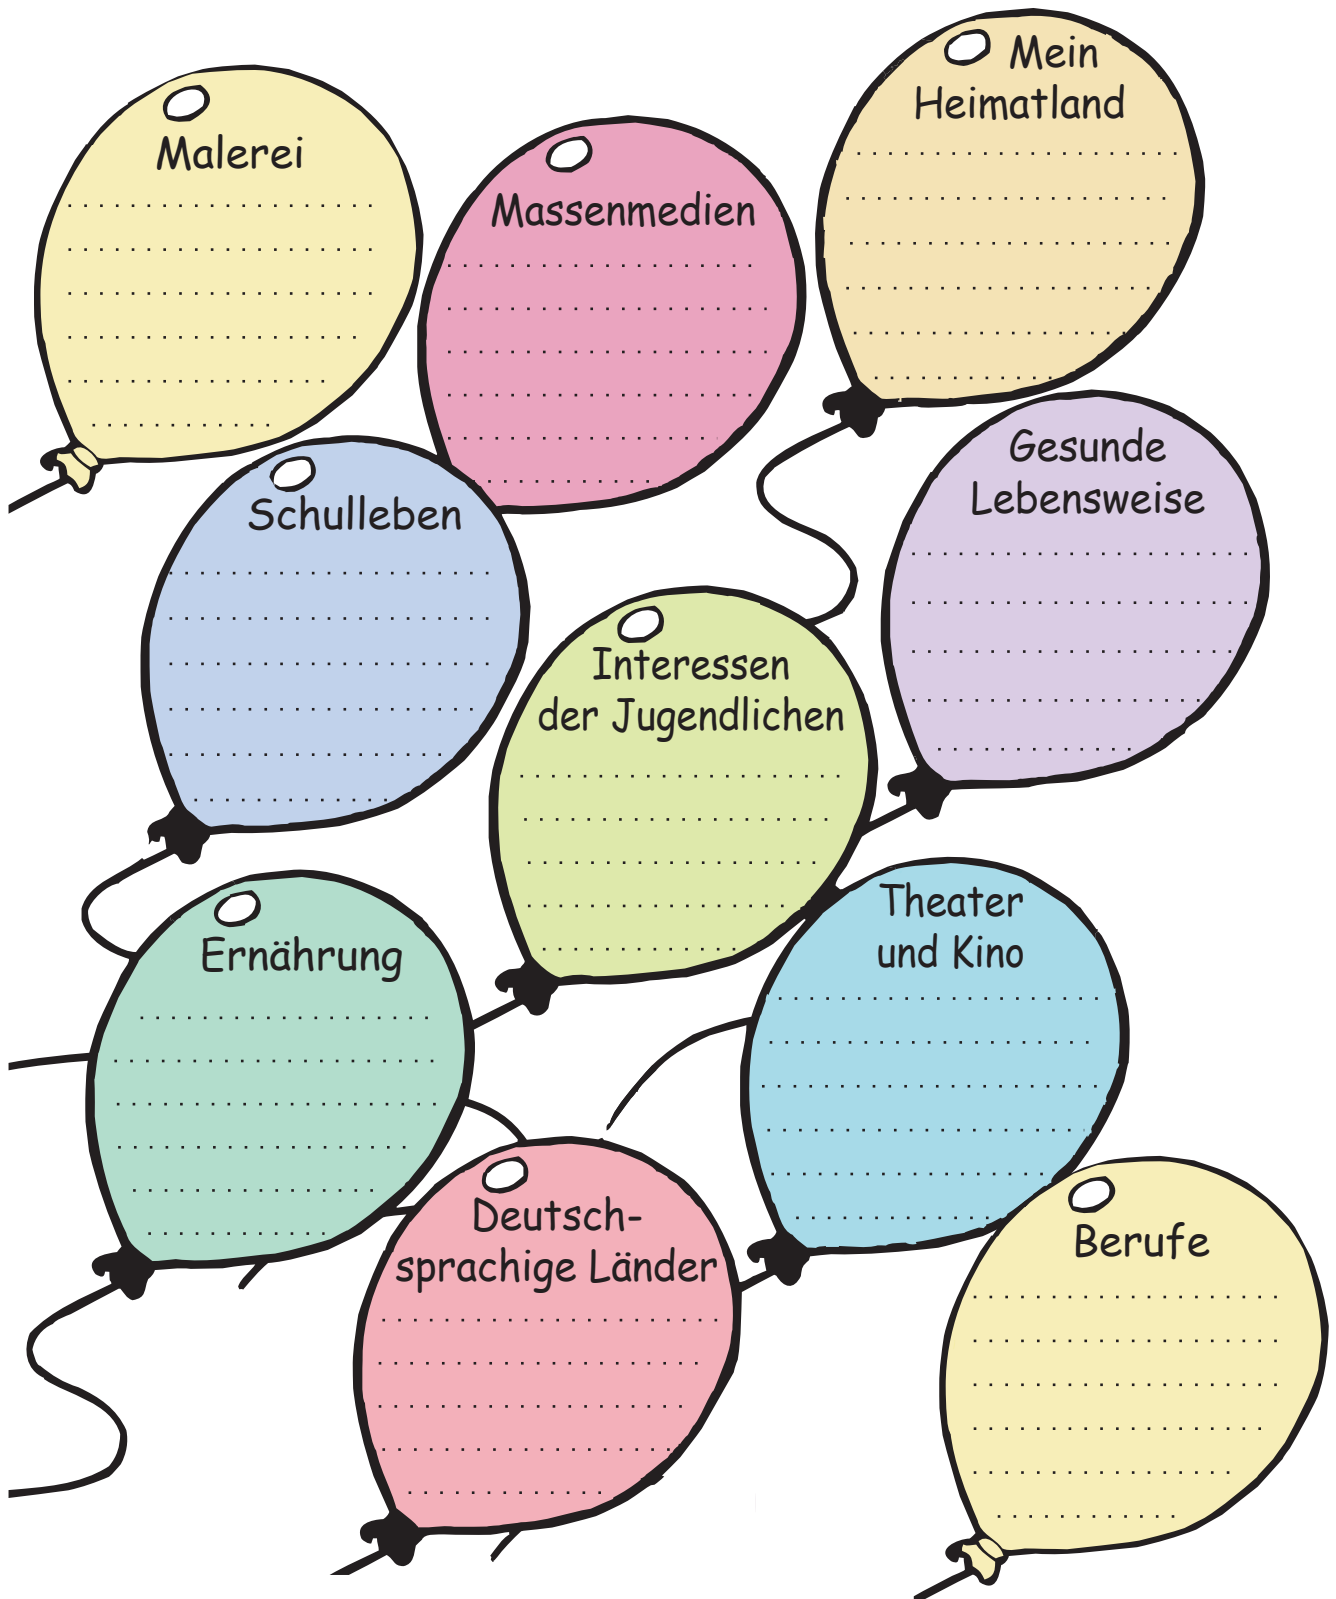 Malerei
Massenmedien
Mein
Heimatland
Schulleben
Gesunde
Lebensweise
Interessen
der Jugendlichen
Ernährung
Theater
und Kino
Deutsch-
sprachige Länder
Berufe